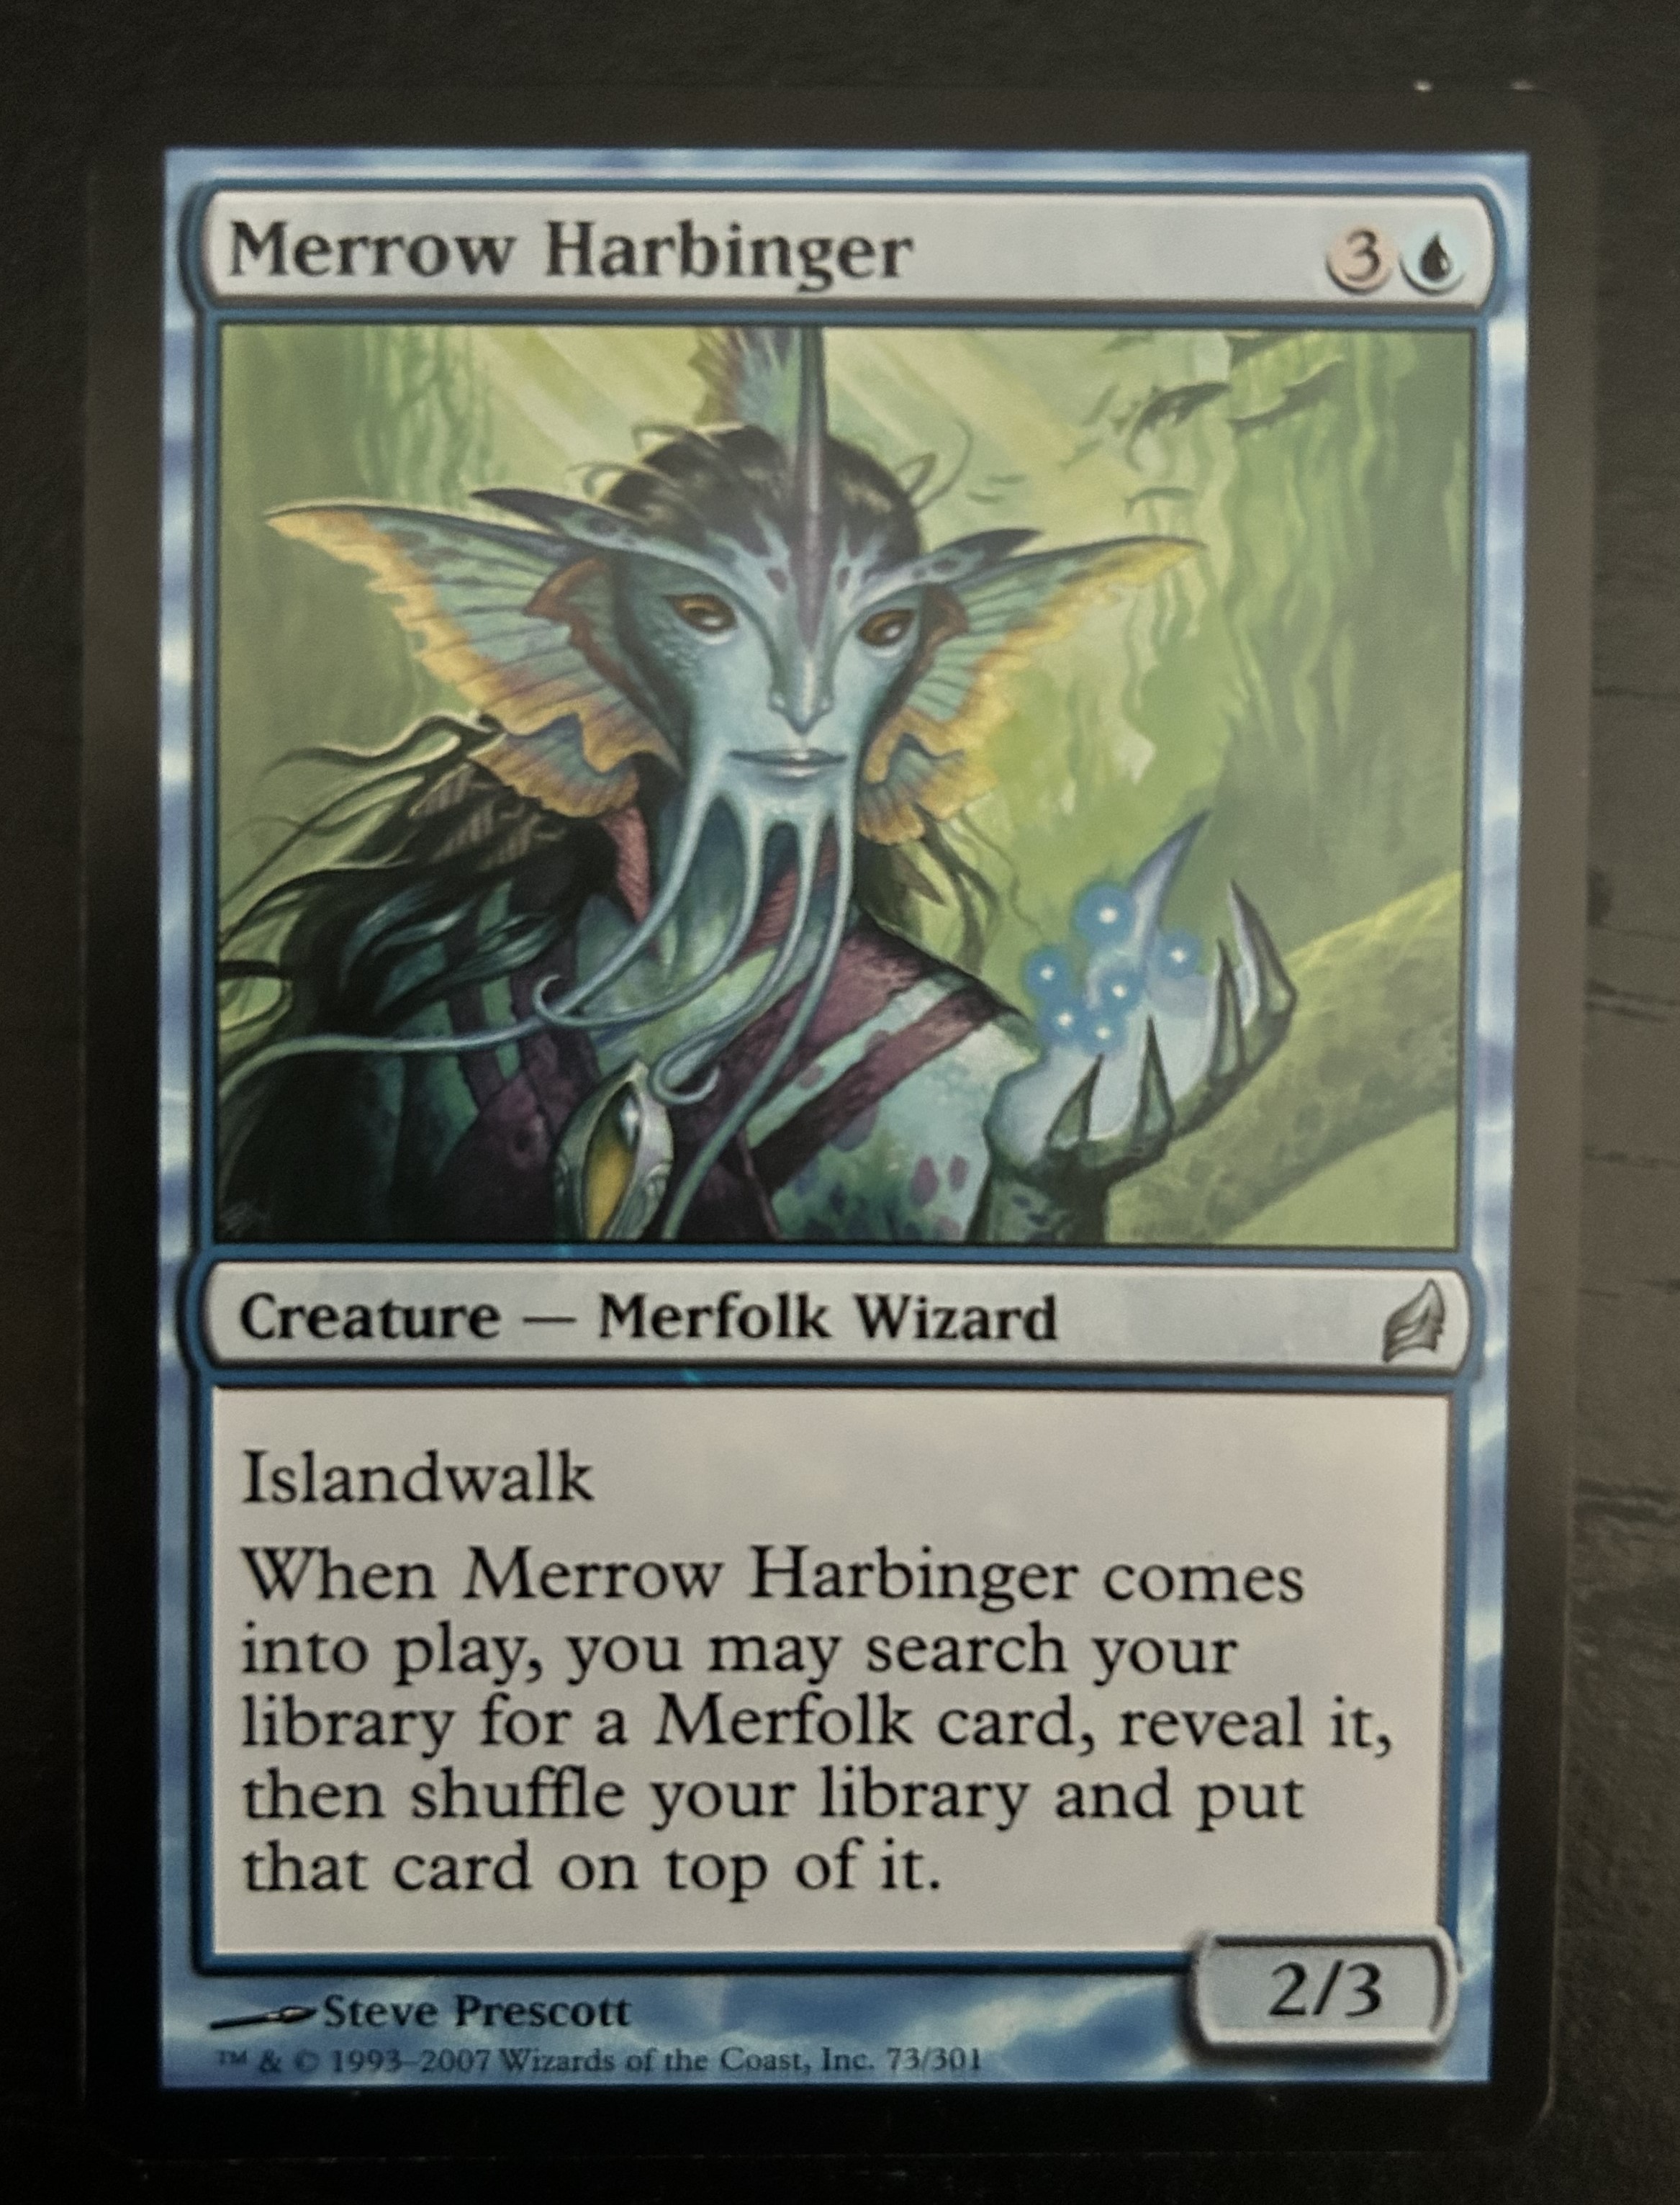 Merrow Harbinger 3
Creature — Merfolk Wizard
Islandwalk
When Merrow Harbinger comes
into play, you may search your
library for a Merfolk card, reveal it,
then shuffle your library and put
that card on top of it.
2/3
Steve Prescott
™ & © 1993–2007 Wizards of the Coast, Inc. 73/301